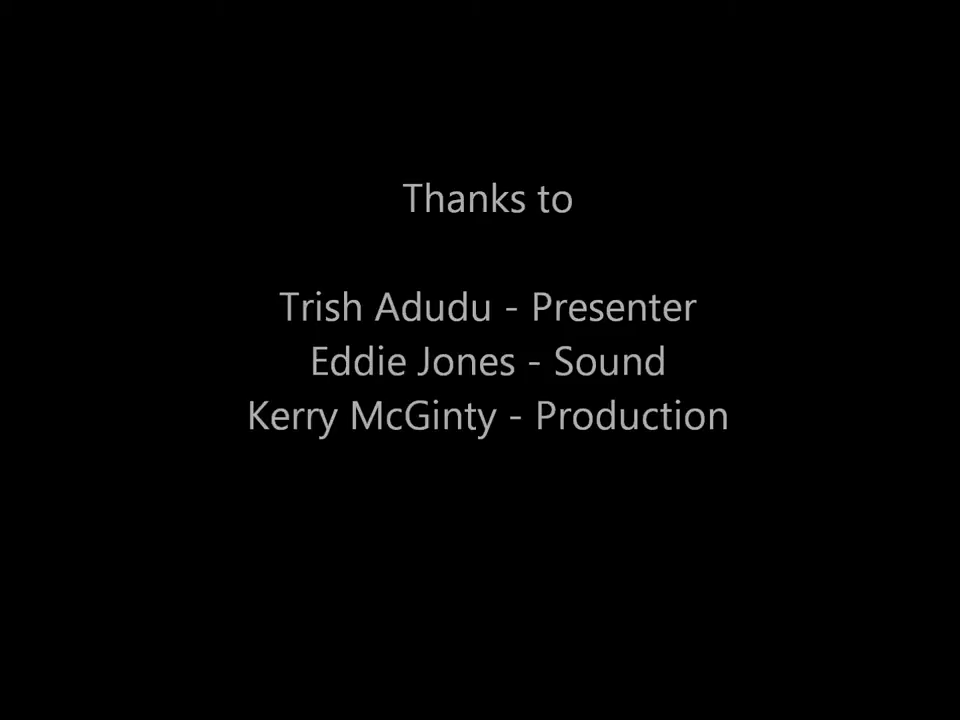 Thanks to
Trish Adudu - Presenter
Eddie Jones - Sound
Kerry McGinty - Production